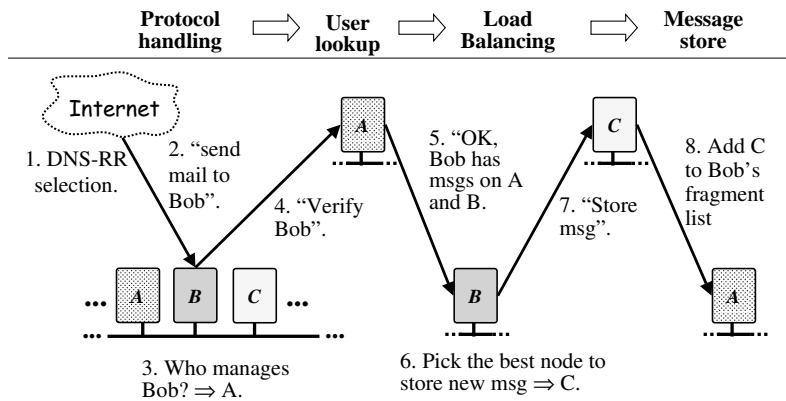 Protocol
handling
User
lookup
Load
Balancing
Message
store
Internet
1. DNS-RR
selection.
2. “send
mail to
Bob”.
4. “Verify
Bob”.
A
5. “OK,
Bob has
msgs on A
and B.
C
7. “Store
msg”.
8. Add C
to Bob’s
fragment
list
••• A B C •••
•••
•••
B
A
3. Who manages
Bob? ⇒ A.
6. Pick the best node to
store new msg ⇒ C.